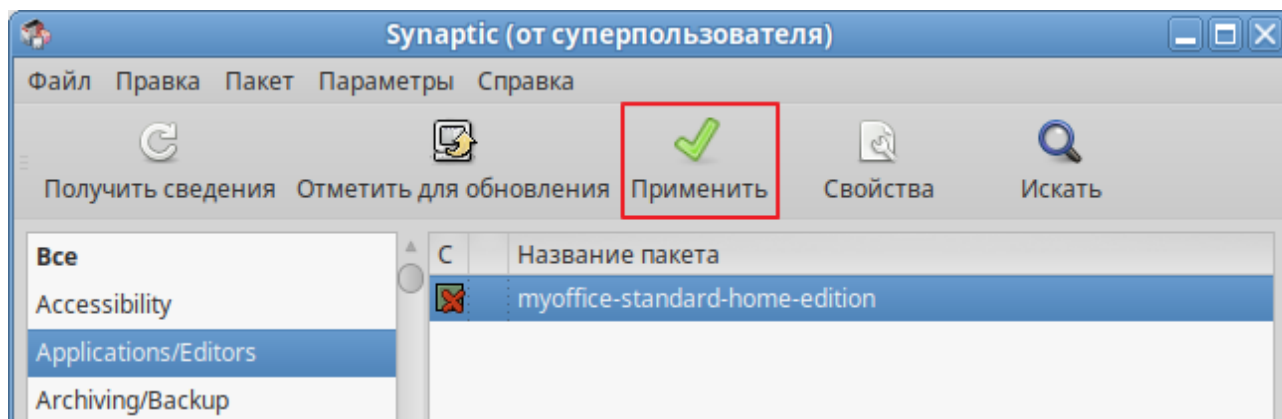 Synaptic (от суперпользователя)
Файл Правка Пакет Параметры Справка
Получить сведения Отметить для обновления Применить Свойства Искать
Все
С Название пакета
Accessibility
myoffice-standard-home-edition
Applications/Editors
Archiving/Backup